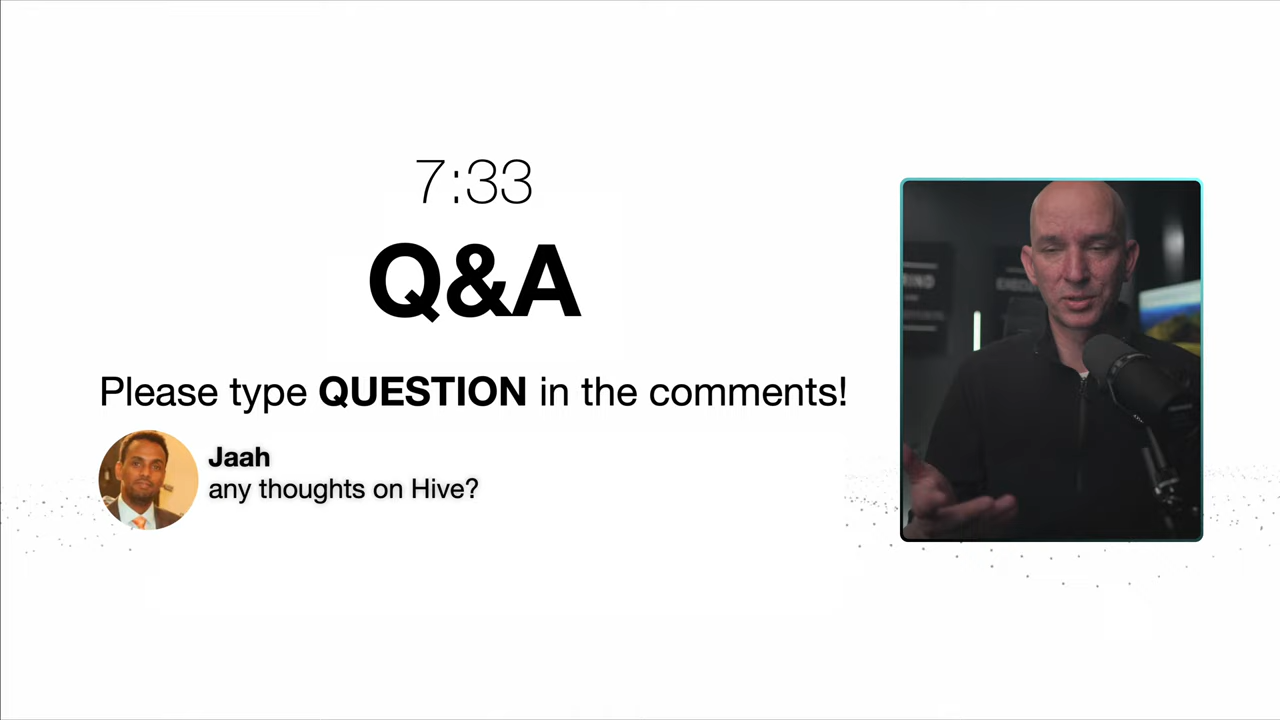 7:33
Q&A
Please type QUESTION in the comments!
Jaah
any thoughts on Hive?